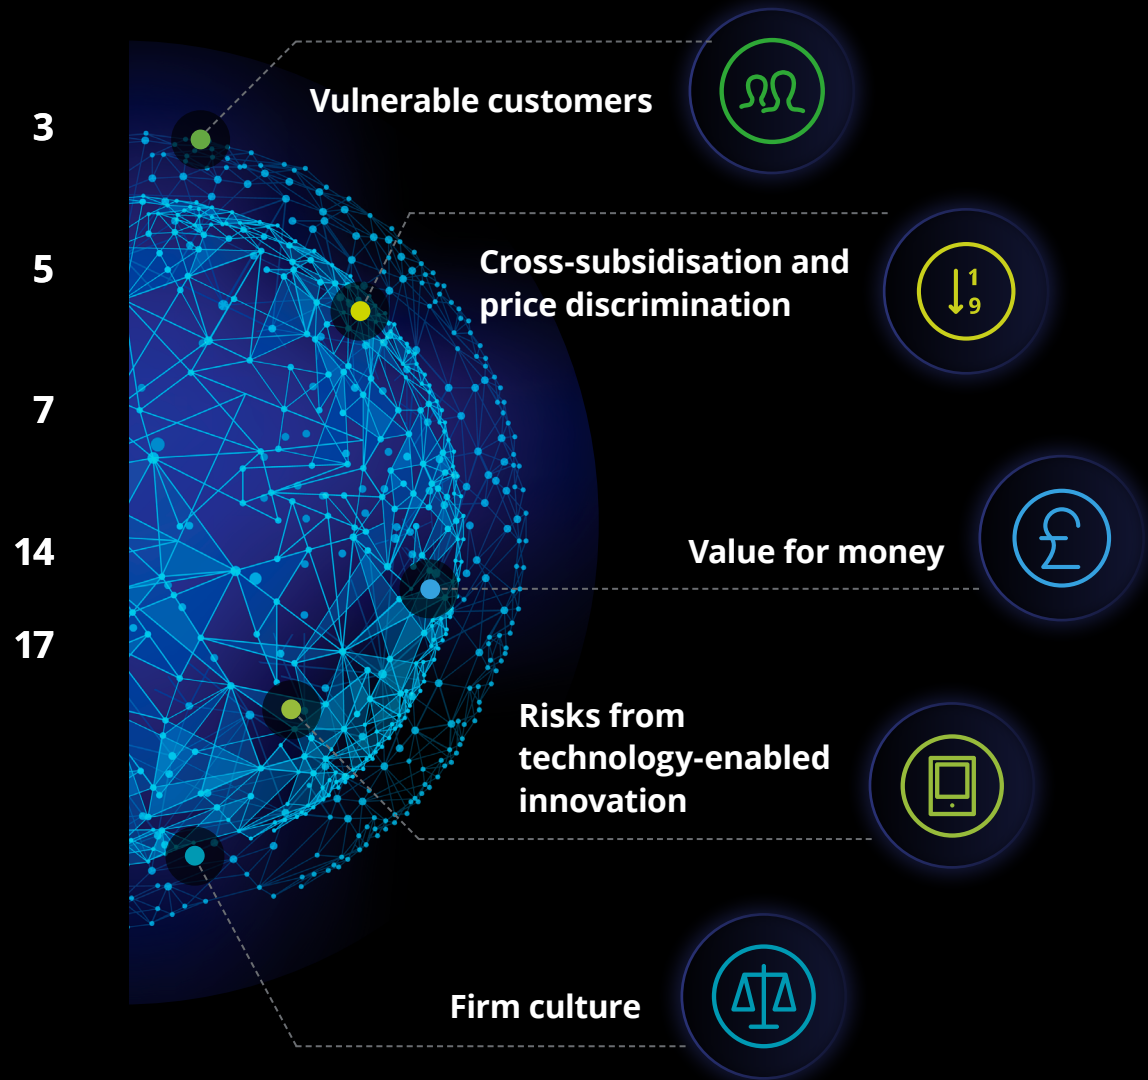 3
5
7
14
17
Vulnerable customers
Cross-subsidisation and
price discrimination
1
9
Value for money
£
Risks from
technology-enabled
innovation
Firm culture